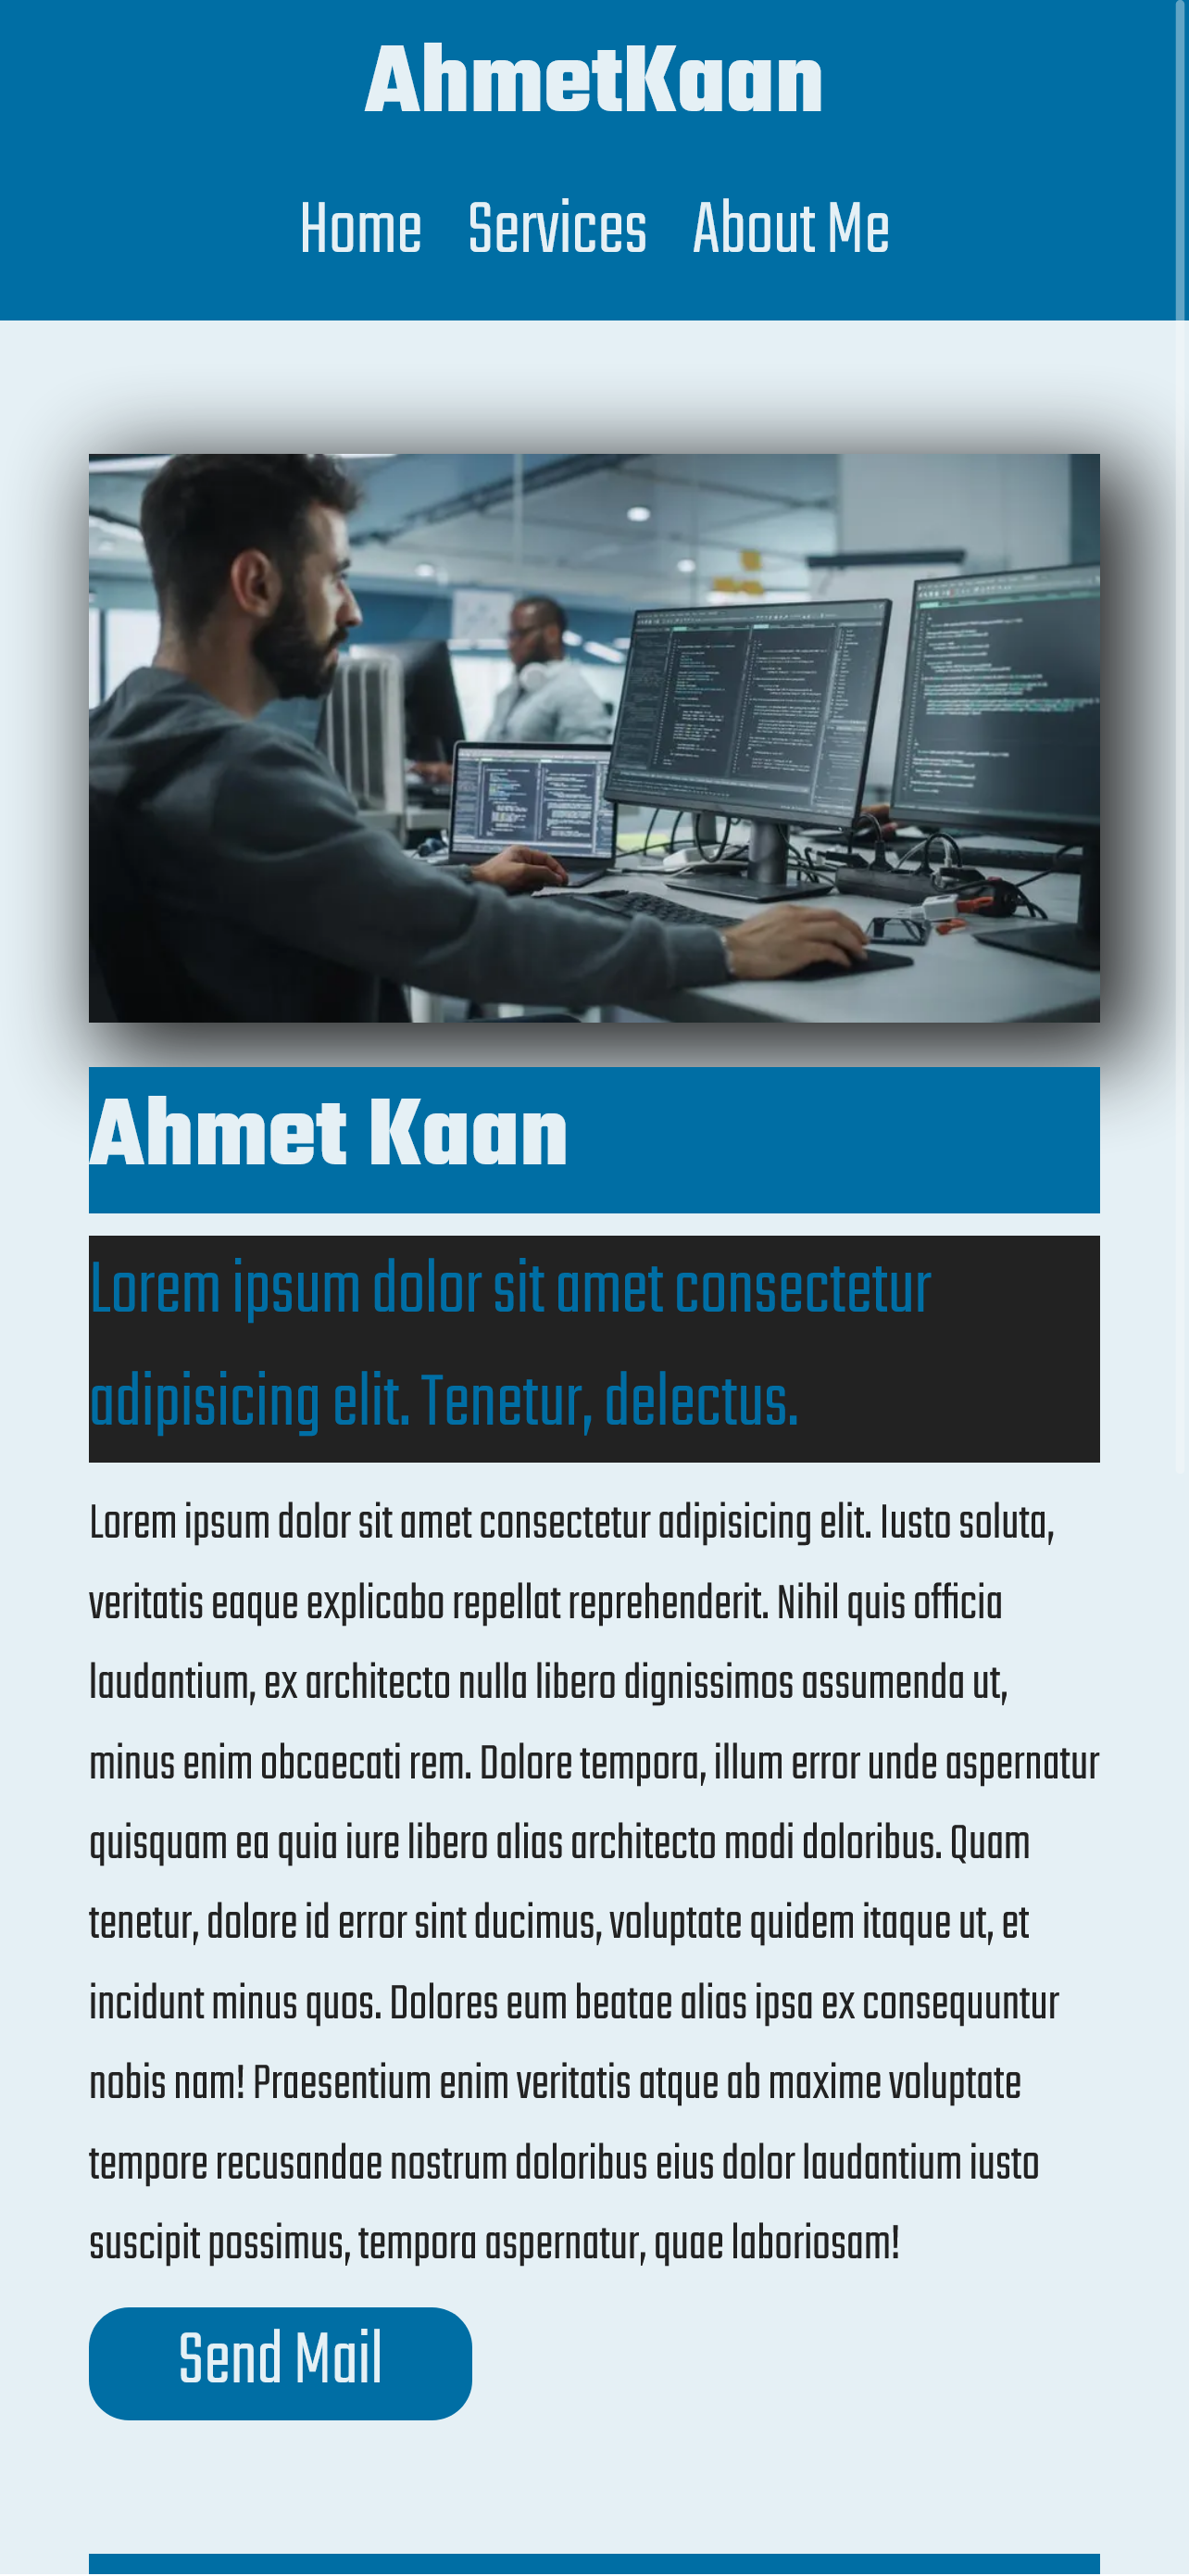 AhmetKaan
Home Services About Me
Ahmet Kaan
Lorem ipsum dolor sit amet consectetur
adipisicing elit. Tenetur, delectus.
Lorem ipsum dolor sit amet consectetur adipisicing elit. Iusto soluta,
veritatis eaque explicabo repellat reprehenderit. Nihil quis officia
laudantium, ex architecto nulla libero dignissimos assumenda ut,
minus enim obcaecati rem. Dolore tempora, illum error unde aspernatur
quisquam ea quia iure libero alias architecto modi doloribus. Quam
tenetur, dolore id error sint ducimus, voluptate quidem itaque ut, et
incidunt minus quos. Dolores eum beatae alias ipsa ex consequuntur
nobis nam! Praesentium enim veritatis atque ab maxime voluptate
tempore recusandae nostrum doloribus eius dolor laudantium iusto
suscipit possimus, tempora aspernatur, quae laboriosam!
Send Mail